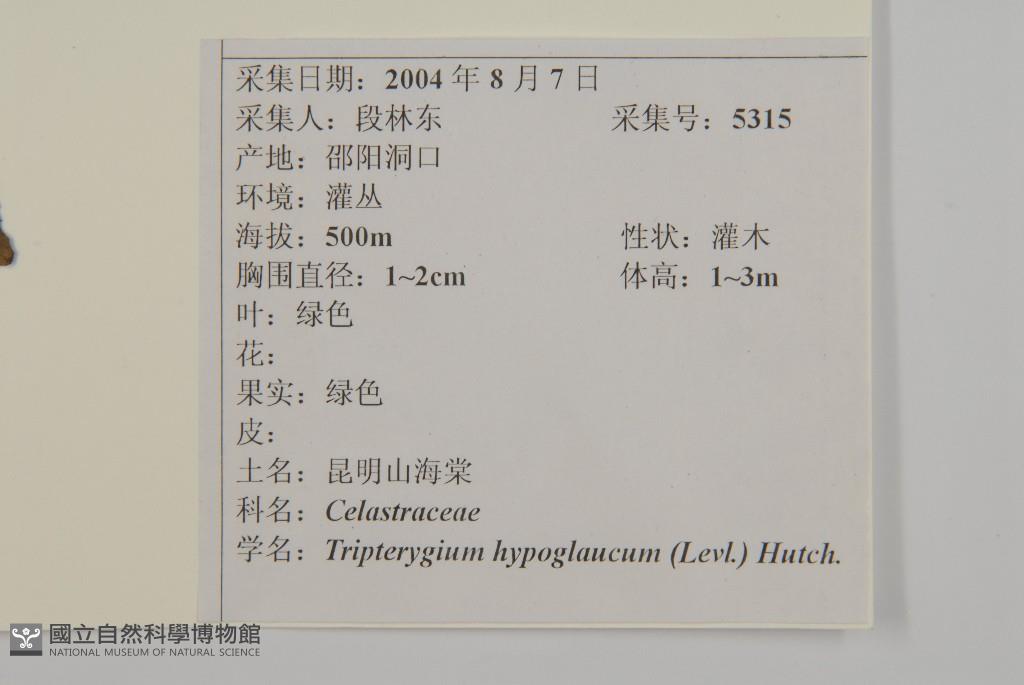 采集日期：2004 年 8 月 7 日
采集人：段林东 采集号：5315
产地：邵阳洞口
环境：灌丛
海拔：500m 性状：灌木
胸围直径：1~2cm 体高：1~3m
叶：绿色
花：
果实：绿色
皮：
土名：昆明山海棠
科名：Celastraceae
学名：Tripterygium hypoglaucum (Levl.) Hutch.
國立自然科學博物館
NATIONAL MUSEUM OF NATURAL SCIENCE